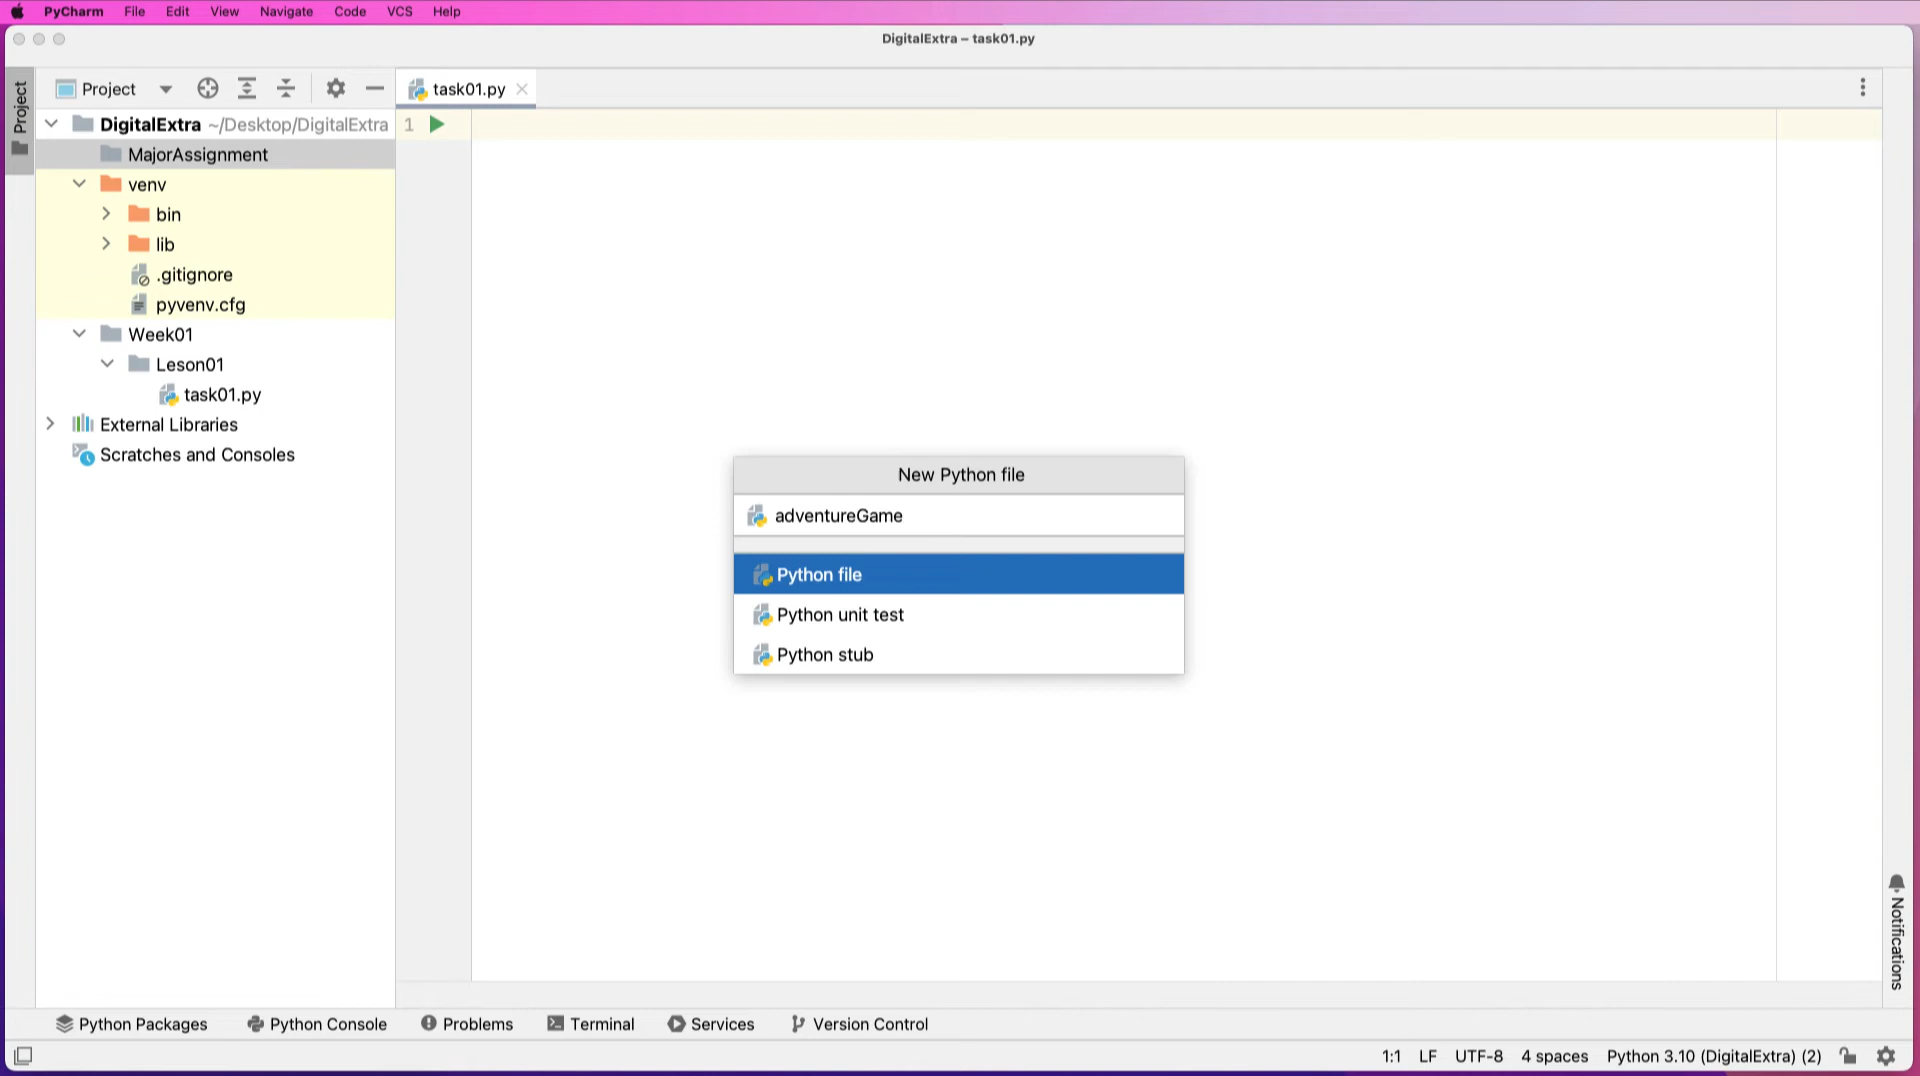 PyCharm File Edit View Navigate Code VCS Help
DigitalExtra – task01.py
Project
Project
task01.py
DigitalExtra ~/Desktop/DigitalExtra
1
MajorAssignment
venv
bin
lib
.gitignore
pyvenv.cfg
Week01
Leson01
task01.py
External Libraries
Scratches and Consoles
New Python file
adventureGame
Python file
Python unit test
Python stub
Notifications
Python Packages Python Console Problems Terminal Services Version Control
1:1 LF UTF-8 4 spaces Python 3.10 (DigitalExtra) (2)